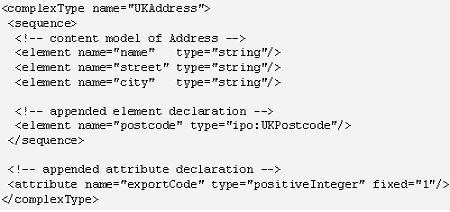 <complexType name="UKAddress">
<sequence>
<!-- content model of Address -->
<element name="name" type="string"/>
<element name="street" type="string"/>
<element name="city" type="string"/>
<!-- appended element declaration -->
<element name="postcode" type="ipo:UKPostcode"/>
</sequence>
<!-- appended attribute declaration -->
<attribute name="exportCode" type="positiveInteger" fixed="1"/>
</complexType>